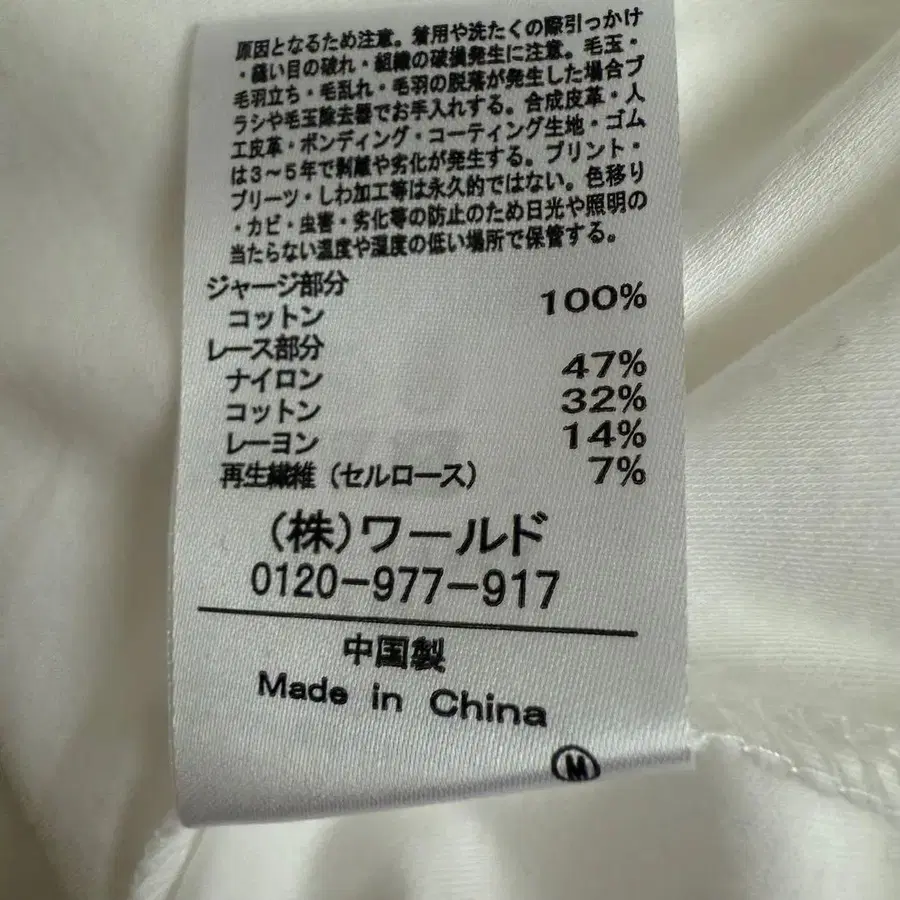 原因となるため注意。着用や洗たくの際引っかけ
・縫い目の破れ・組織の破損発生に注意。毛玉・
毛羽立ち・毛乱れ・毛羽の脱落が発生した場合ブ
ラシや毛玉除去器でお手入れする。合成皮革・人
工皮革・ボンディング・コーティング生地・ゴム
は3~5年で剥離や劣化が発生する。プリント・
プリーツ・しわ加工等は永久的ではない。色移り
・カビ・虫害・劣化等の防止のため日光や照明の
当たらない温度や湿度の低い場所で保管する。
ジャージ部分
コットン 100%
レース部分
ナイロン 47%
コットン 32%
レーヨン 14%
再生繊維(セルロース) 7%
(株)ワールド
0120-977-917
中国製
Made in China
M